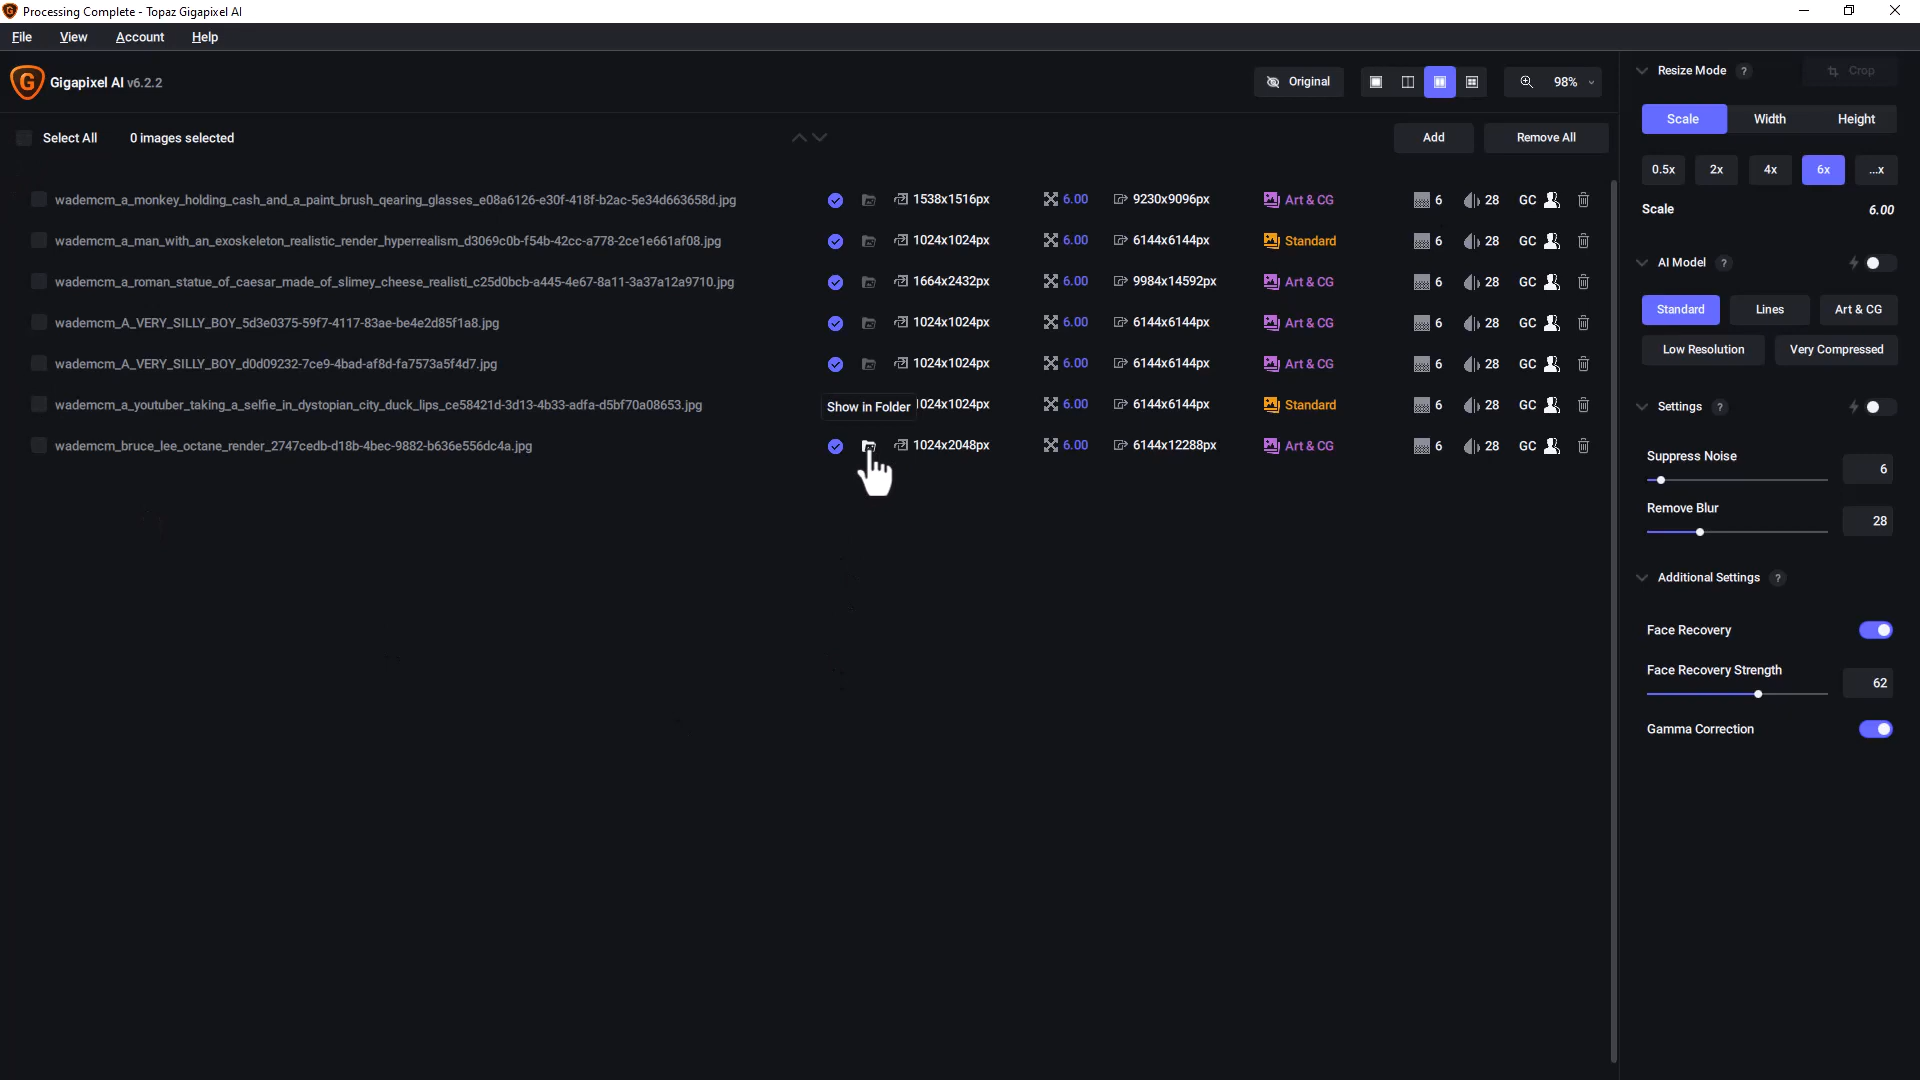 Processing Complete - Topaz Gigapixel AI
File View Account Help
Gigapixel AI v6.2.2
Original
98%
Select All 0 images selected
Add Remove All
wademcm_a_monkey_holding_cash_and_a_paint_brush_qearing_glasses_e08a6126-e30f-418f-b2ac-5e34d663658d.jpg 1538x1516px 6.00 9230x9096px Art & CG 6 28 GC
wademcm_a_man_with_an_exoskeleton_realistic_render_hyperrealism_d3069c0b-f54b-42cc-a778-2ce1e661af08.jpg 1024x1024px 6.00 6144x6144px Standard 6 28 GC
wademcm_a_roman_statue_of_caesar_made_of_slimey_cheese_realisti_c25d0bcb-a445-4e67-8a11-3a37a12a9710.jpg 1664x2432px 6.00 9984x14592px Art & CG 6 28 GC
wademcm_A_VERY_SILLY_BOY_5d3e0375-59f7-4117-83ae-be4e2d85f1a8.jpg 1024x1024px 6.00 6144x6144px Art & CG 6 28 GC
wademcm_A_VERY_SILLY_BOY_d0d09232-7ce9-4bad-af8d-fa7573a5f4d7.jpg 1024x1024px 6.00 6144x6144px Art & CG 6 28 GC
wademcm_a_youtuber_taking_a_selfie_in_dystopian_city_duck_lips_ce58421d-3d13-4b33-adfa-d5bf70a08653.jpg Show in Folder 024x1024px 6.00 6144x6144px Standard 6 28 GC
wademcm_bruce_lee_octane_render_2747cedb-d18b-4bec-9882-b636e556dc4a.jpg 1024x2048px 6.00 6144x12288px Art & CG 6 28 GC
Resize Mode ? Crop
Scale Width Height
0.5x 2x 4x 6x ...x
Scale 6.00
AI Model ?
Standard Lines Art & CG
Low Resolution Very Compressed
Settings ?
Suppress Noise 6
Remove Blur 28
Additional Settings ?
Face Recovery
Face Recovery Strength 62
Gamma Correction